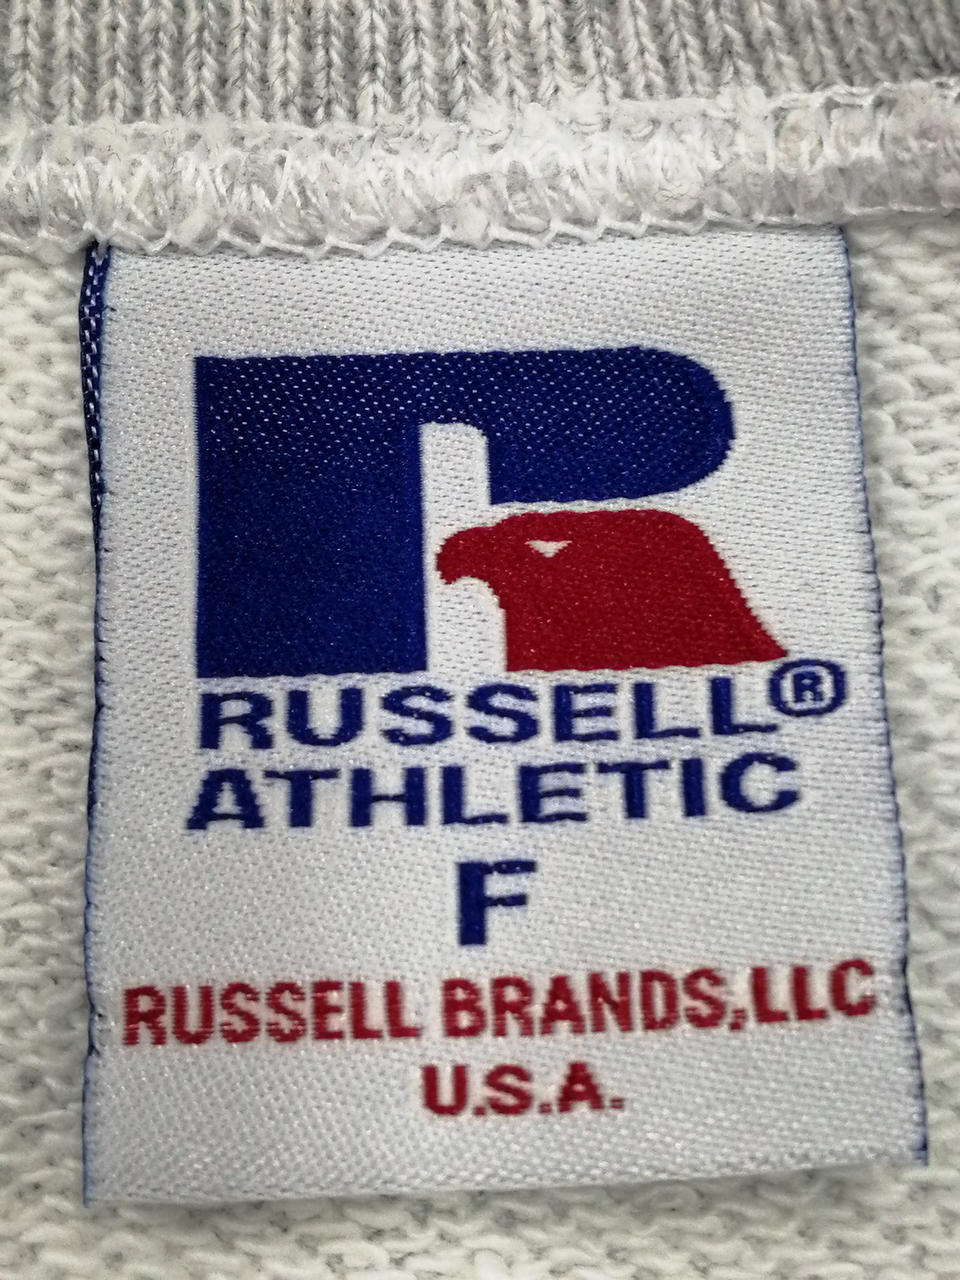 RUSSELL®
ATHLETIC
F
RUSSELL BRANDS,LLC
U.S.A.